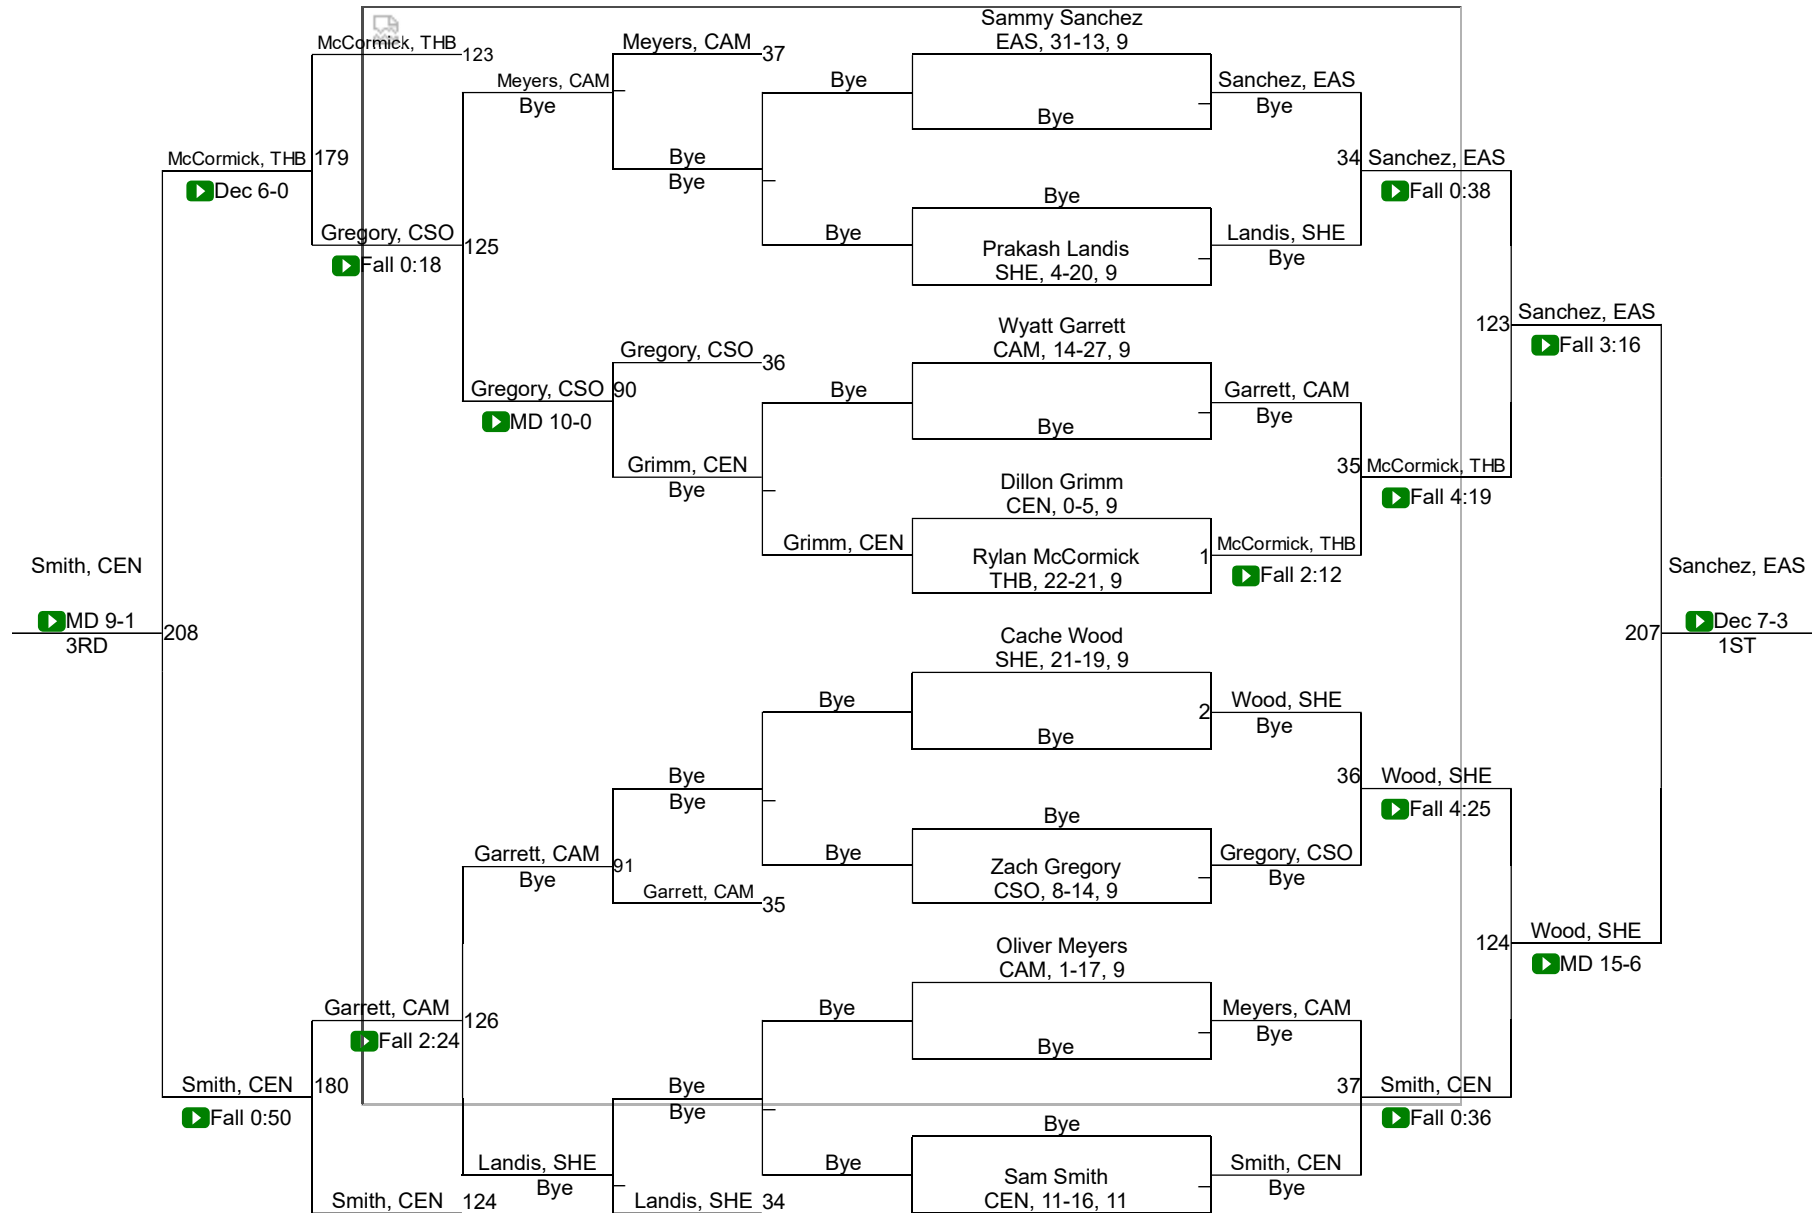 Sammy Sanchez
EAS, 31-13, 9
McCormick, THB
123
Meyers, CAM
37
Meyers, CAM
Bye
Bye
Sanchez, EAS
Bye
Bye
McCormick, THB
179
Dec 6-0
Bye
Bye
34
Sanchez, EAS
Fall 0:38
Bye
Gregory, CSO
125
Fall 0:18
Bye
Prakash Landis
SHE, 4-20, 9
Landis, SHE
Bye
Wyatt Garrett
CAM, 14-27, 9
123
Sanchez, EAS
Fall 3:16
Gregory, CSO
36
Gregory, CSO
90
MD 10-0
Bye
Garrett, CAM
Bye
Bye
Grimm, CEN
Bye
Dillon Grimm
CEN, 0-5, 9
35
McCormick, THB
Fall 4:19
Grimm, CEN
Rylan McCormick
THB, 22-21, 9
1
McCormick, THB
Fall 2:12
Smith, CEN
MD 9-1
3RD
208
Sanchez, EAS
207
Dec 7-3
1ST
Cache Wood
SHE, 21-19, 9
Bye
2
Wood, SHE
Bye
Bye
Bye
Bye
36
Wood, SHE
Fall 4:25
Bye
Garrett, CAM
91
Bye
Bye
Zach Gregory
CSO, 8-14, 9
Gregory, CSO
Bye
Garrett, CAM
35
Oliver Meyers
CAM, 1-17, 9
124
Wood, SHE
MD 15-6
Garrett, CAM
126
Fall 2:24
Bye
Meyers, CAM
Bye
Bye
Smith, CEN
180
Fall 0:50
Bye
Bye
37
Smith, CEN
Fall 0:36
Bye
Landis, SHE
Bye
Bye
Sam Smith
CEN, 11-16, 11
Smith, CEN
Bye
Smith, CEN
124
Landis, SHE
34